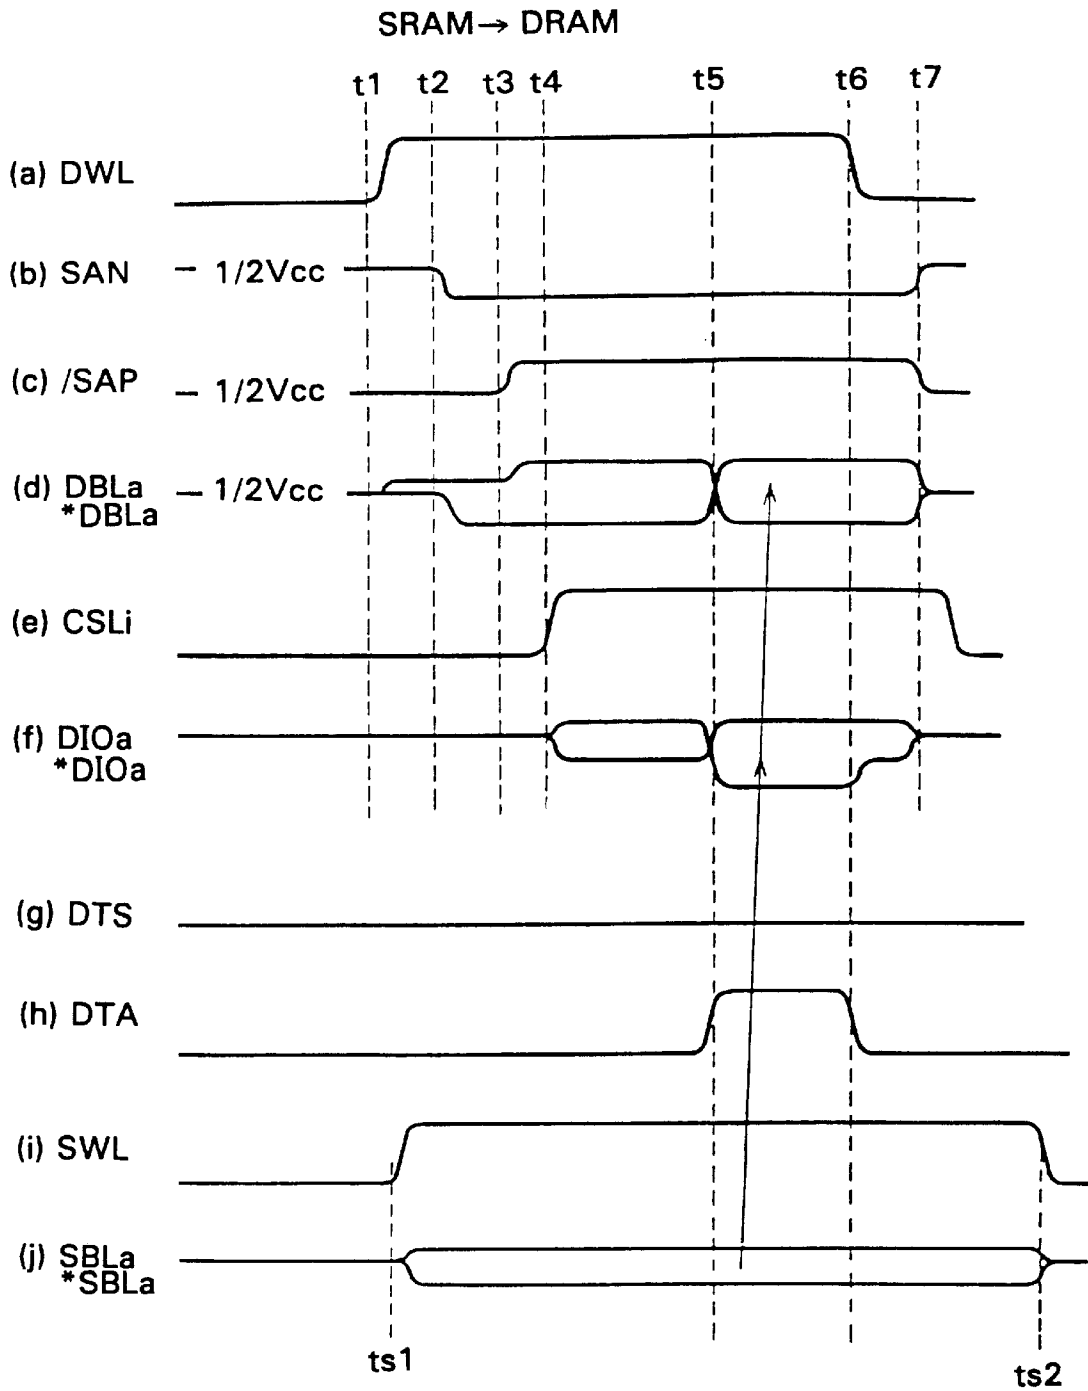 SRAM→ DRAM
t1 t2 t3 t4 t5 t6 t7
(a) DWL
(b) SAN – 1/2Vcc
(c) /SAP – 1/2Vcc
(d) DBLa – 1/2Vcc
*DBLa
(e) CSLi
(f) DIOa
*DIOa
(g) DTS
(h) DTA
(i) SWL
(j) SBLa
*SBLa
ts1 ts2